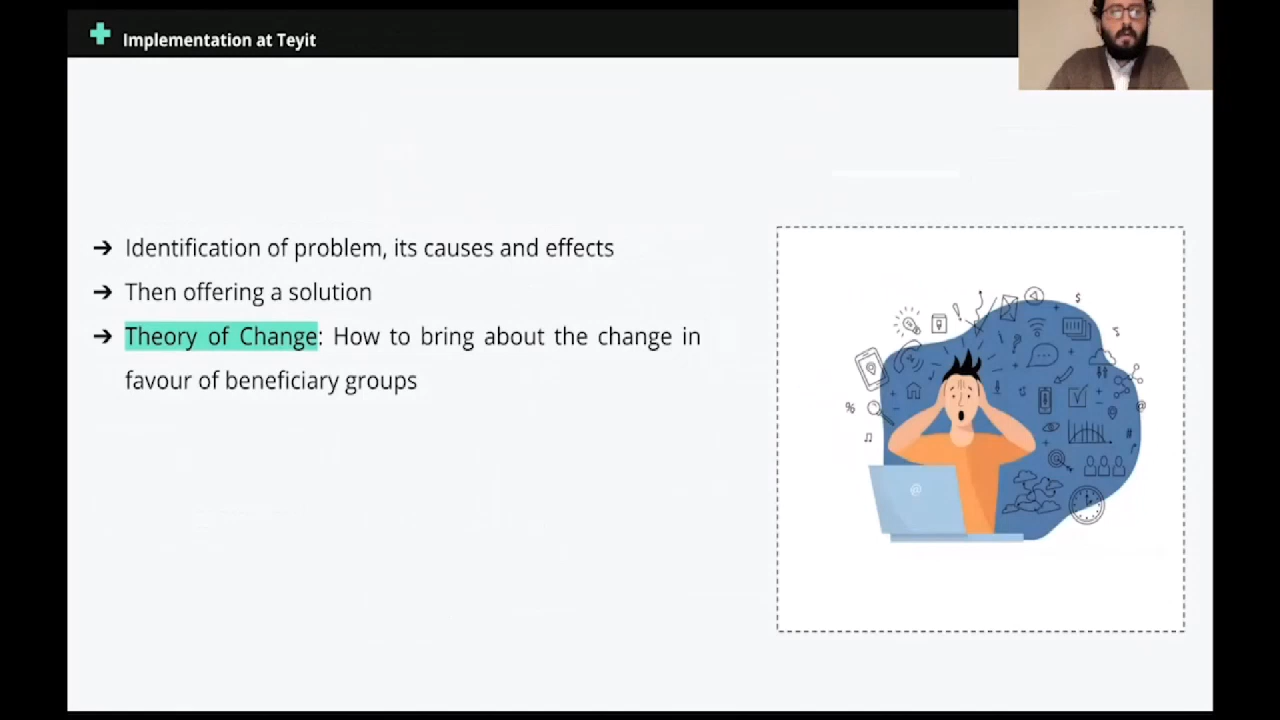 Implementation at Teyit
➔ Identification of problem, its causes and effects
➔ Then offering a solution
➔ Theory of Change: How to bring about the change in
favour of beneficiary groups